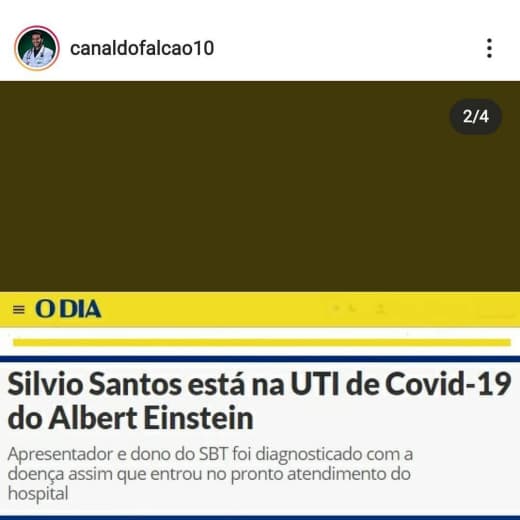 canaldofalcao10
2/4
O DIA
Silvio Santos está na UTI de Covid-19
do Albert Einstein
Apresentador e dono do SBT foi diagnosticado com a
doença assim que entrou no pronto atendimento do
hospital